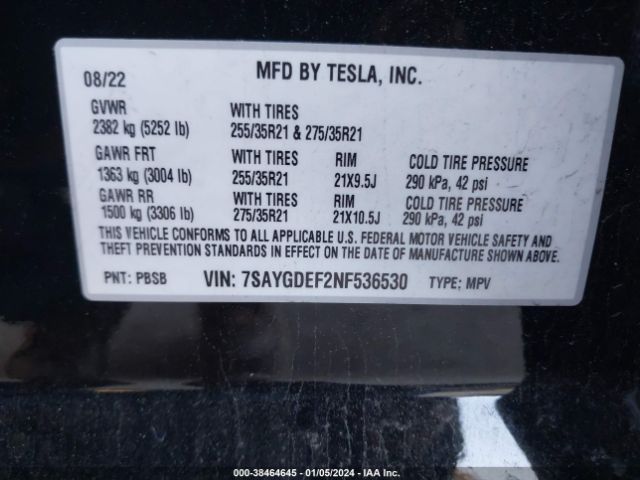 08/22 MFD BY TESLA, INC.
GVWR WITH TIRES
2382 kg (5252 lb) 255/35R21 & 275/35R21
GAWR FRT WITH TIRES RIM COLD TIRE PRESSURE
1363 kg (3004 lb) 255/35R21 21X9.5J 290 kPa, 42 psi
GAWR RR WITH TIRES RIM COLD TIRE PRESSURE
1500 kg (3306 lb) 275/35R21 21X10.5J 290 kPa, 42 psi
THIS VEHICLE CONFORMS TO ALL APPLICABLE U.S. FEDERAL MOTOR VEHICLE SAFETY AND
THEFT PREVENTION STANDARDS IN EFFECT ON THE DATE OF MANUFACTURE SHOWN ABOVE.
PNT: PBSB VIN: 7SAYGDEF2NF536530 TYPE: MPV
000-38464645 - 01/05/2024 - IAA Inc.